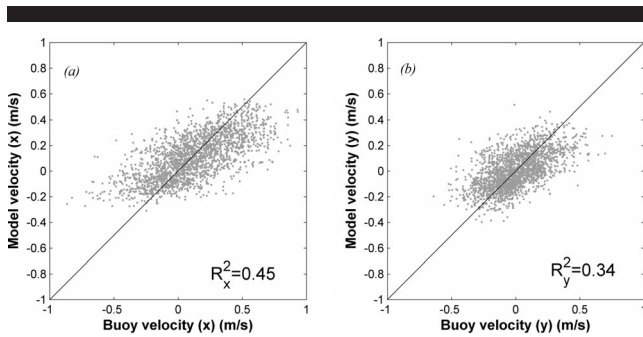 (a)
1
0.8
0.6
0.4
0.2
0
-0.2
-0.4
-0.6
-0.8
-1
Model velocity (x) (m/s)
R²ₓ=0.45
-1 -0.5 0 0.5 1
Buoy velocity (x) (m/s)
(b)
1
0.8
0.6
0.4
0.2
0
-0.2
-0.4
-0.6
-0.8
-1
Model velocity (y) (m/s)
R²y=0.34
-1 -0.5 0 0.5 1
Buoy velocity (y) (m/s)